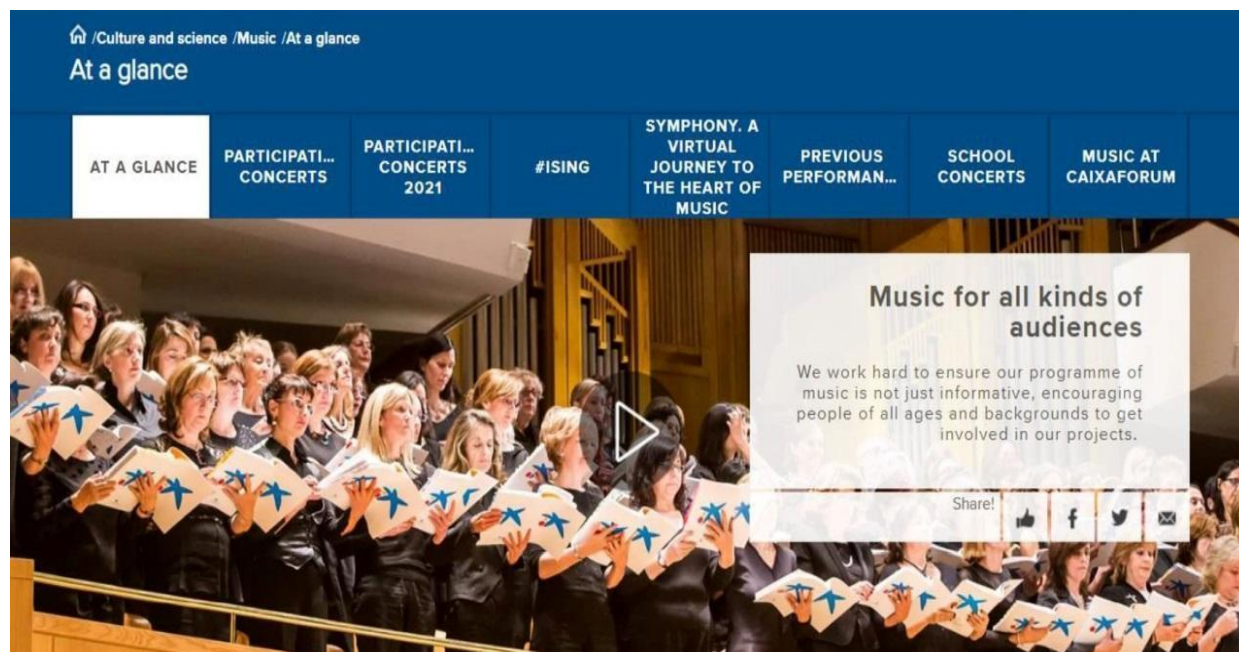 /Culture and science /Music /At a glance
At a glance
AT A GLANCE
PARTICIPATI...
CONCERTS
PARTICIPATI...
CONCERTS
2021
#ISING
SYMPHONY. A
VIRTUAL
JOURNEY TO
THE HEART OF
MUSIC
PREVIOUS
PERFORMAN...
SCHOOL
CONCERTS
MUSIC AT
CAIXAFORUM
Music for all kinds of
audiences
We work hard to ensure our programme of
music is not just informative, encouraging
people of all ages and backgrounds to get
involved in our projects.
Share!